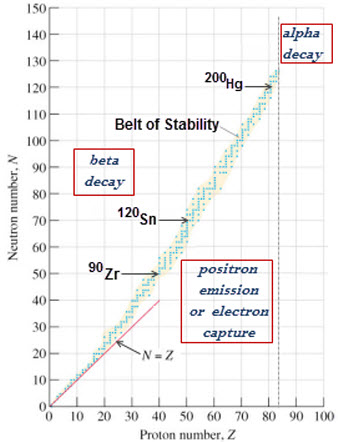 150
140
130
120
110
100
90
80
70
60
50
40
30
20
10
0
Neutron number, N
alpha
decay
200Hg
Belt of Stability
beta
decay
120Sn
90Zr
positron
emission
or electron
capture
N = Z
0 10 20 30 40 50 60 70 80 90 100
Proton number, Z